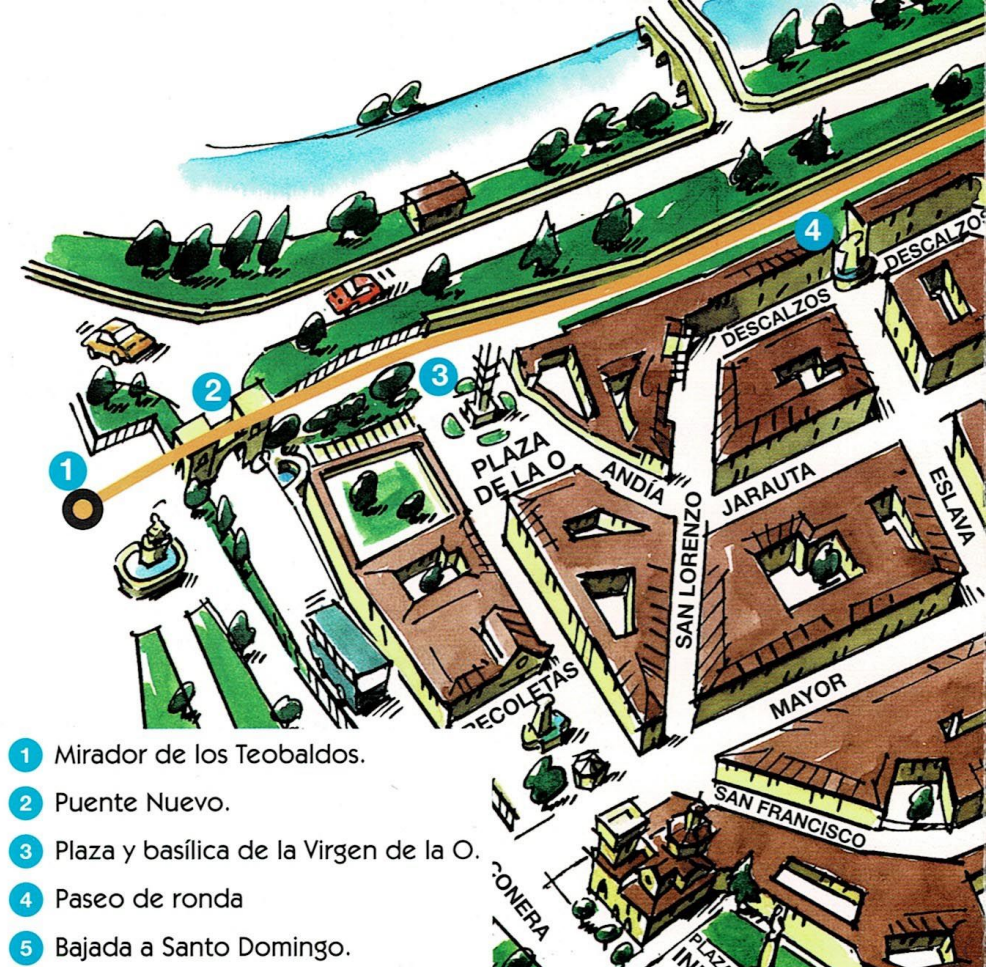 4
DESCALZOS
DESCALZOS
3
2
PLAZA
DE LA O
ANDÍA
JARAUTA
ESLAVA
1
SAN LORENZO
MAYOR
RECOLETAS
SAN FRANCISCO
1 Mirador de los Teobaldos.
2 Puente Nuevo.
3 Plaza y basílica de la Virgen de la O.
4 Paseo de ronda
5 Bajada a Santo Domingo.
CONERA
PLAZA